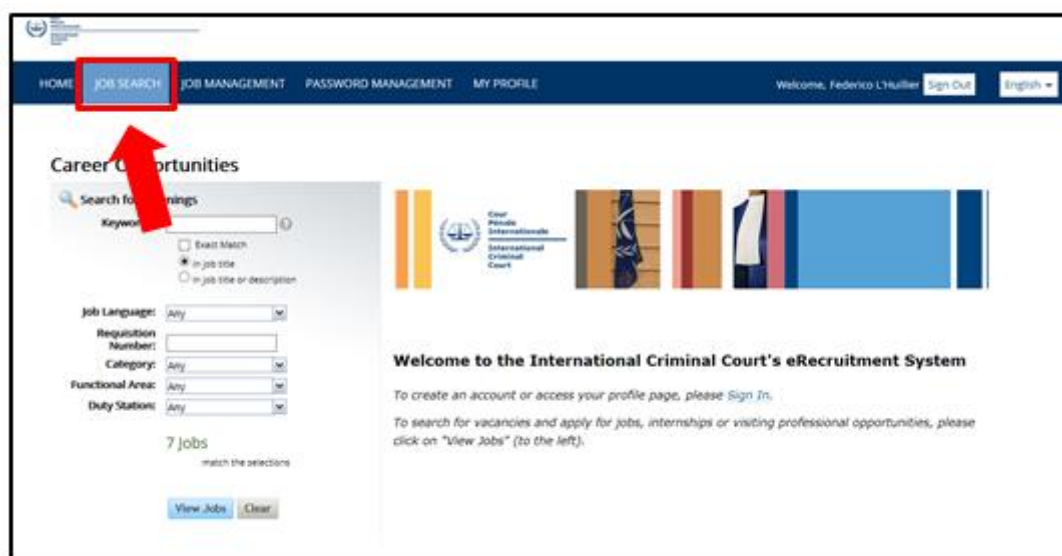 HOME JOB SEARCH JOB MANAGEMENT PASSWORD MANAGEMENT MY PROFILE Welcome, Federico L'Huillier Sign Out English
Career
Search
Exact Match
In job title
In job title or description
Job Language: Any
Requisition
Number:
Category: Any
Functional Area: Any
Duty Station: Any
7 Jobs
match the selections
View Jobs Clear
Cour
Pénale
Internationale
International
Criminal
Court
Welcome to the International Criminal Court's eRecruitment System
To create an account or access your profile page, please Sign In.
To search for vacancies and apply for jobs, internships or visiting professional opportunities, please
click on "View Jobs" (to the left).